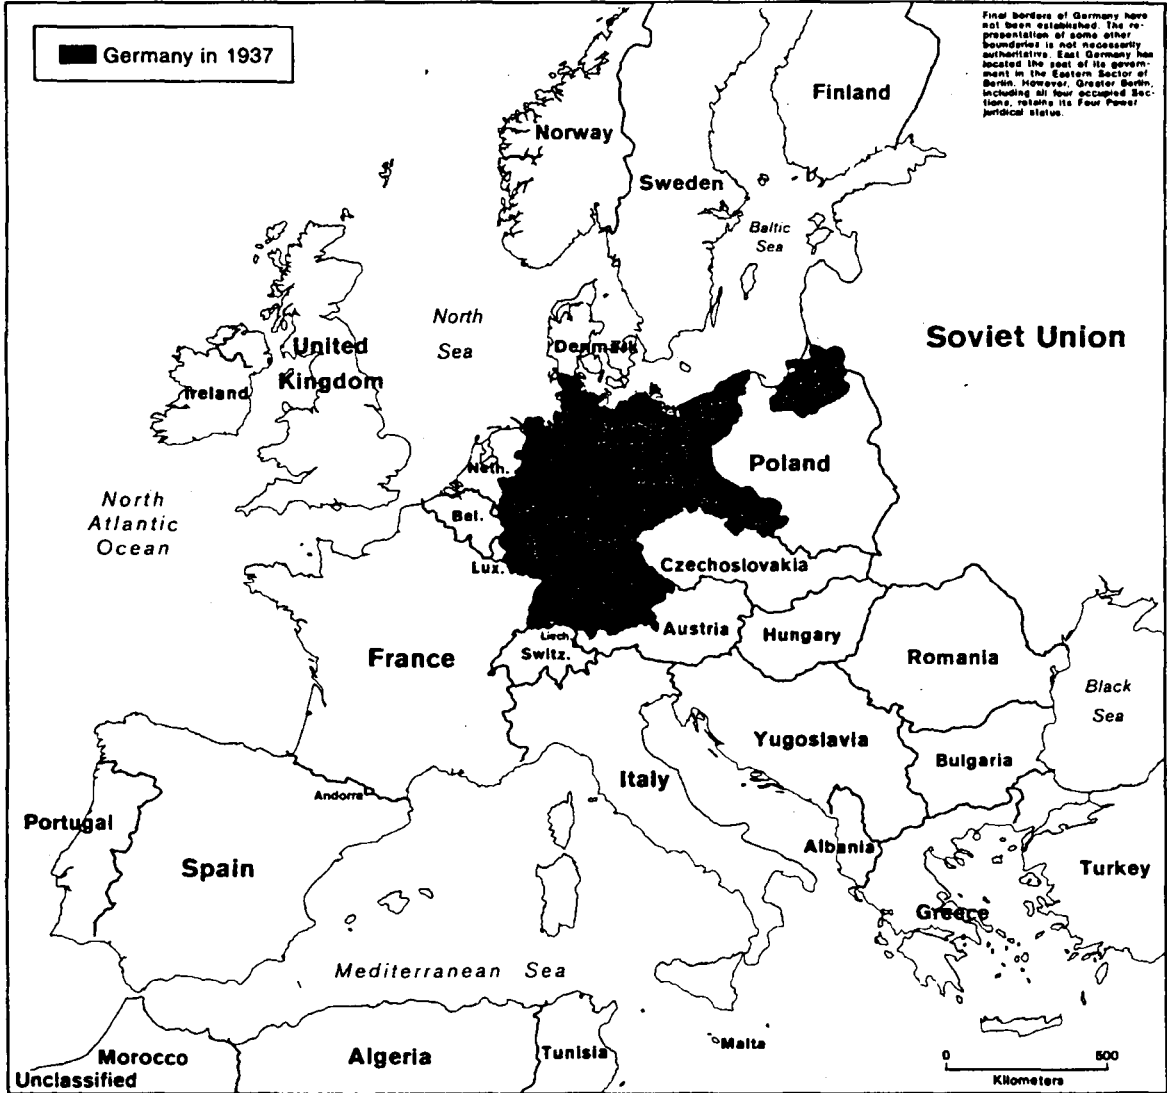 Germany in 1937
Final borders of Germany have
not been established. The re-
presentation of some other
boundaries is not necessarily
authoritative. East Germany has
located the seat of its govern-
ment in the Eastern Sector of
Berlin. However, Greater Berlin,
including all four occupied Sec-
tions, retains its Four Power
juridical status.
Finland
Norway
Sweden
Baltic
Sea
North
Sea
Soviet Union
United
Kingdom
Denmark
Ireland
Poland
Neth.
North
Atlantic
Ocean
Bel.
Lux.
Czechoslovakia
Austria
Hungary
Liech.
Switz.
France
Romania
Black
Sea
Yugoslavia
Bulgaria
Italy
Andorra
Portugal
Albania
Spain
Turkey
Greece
Mediterranean Sea
Malta
Morocco
Algeria
Tunisia
0 500
Kilometers
Unclassified